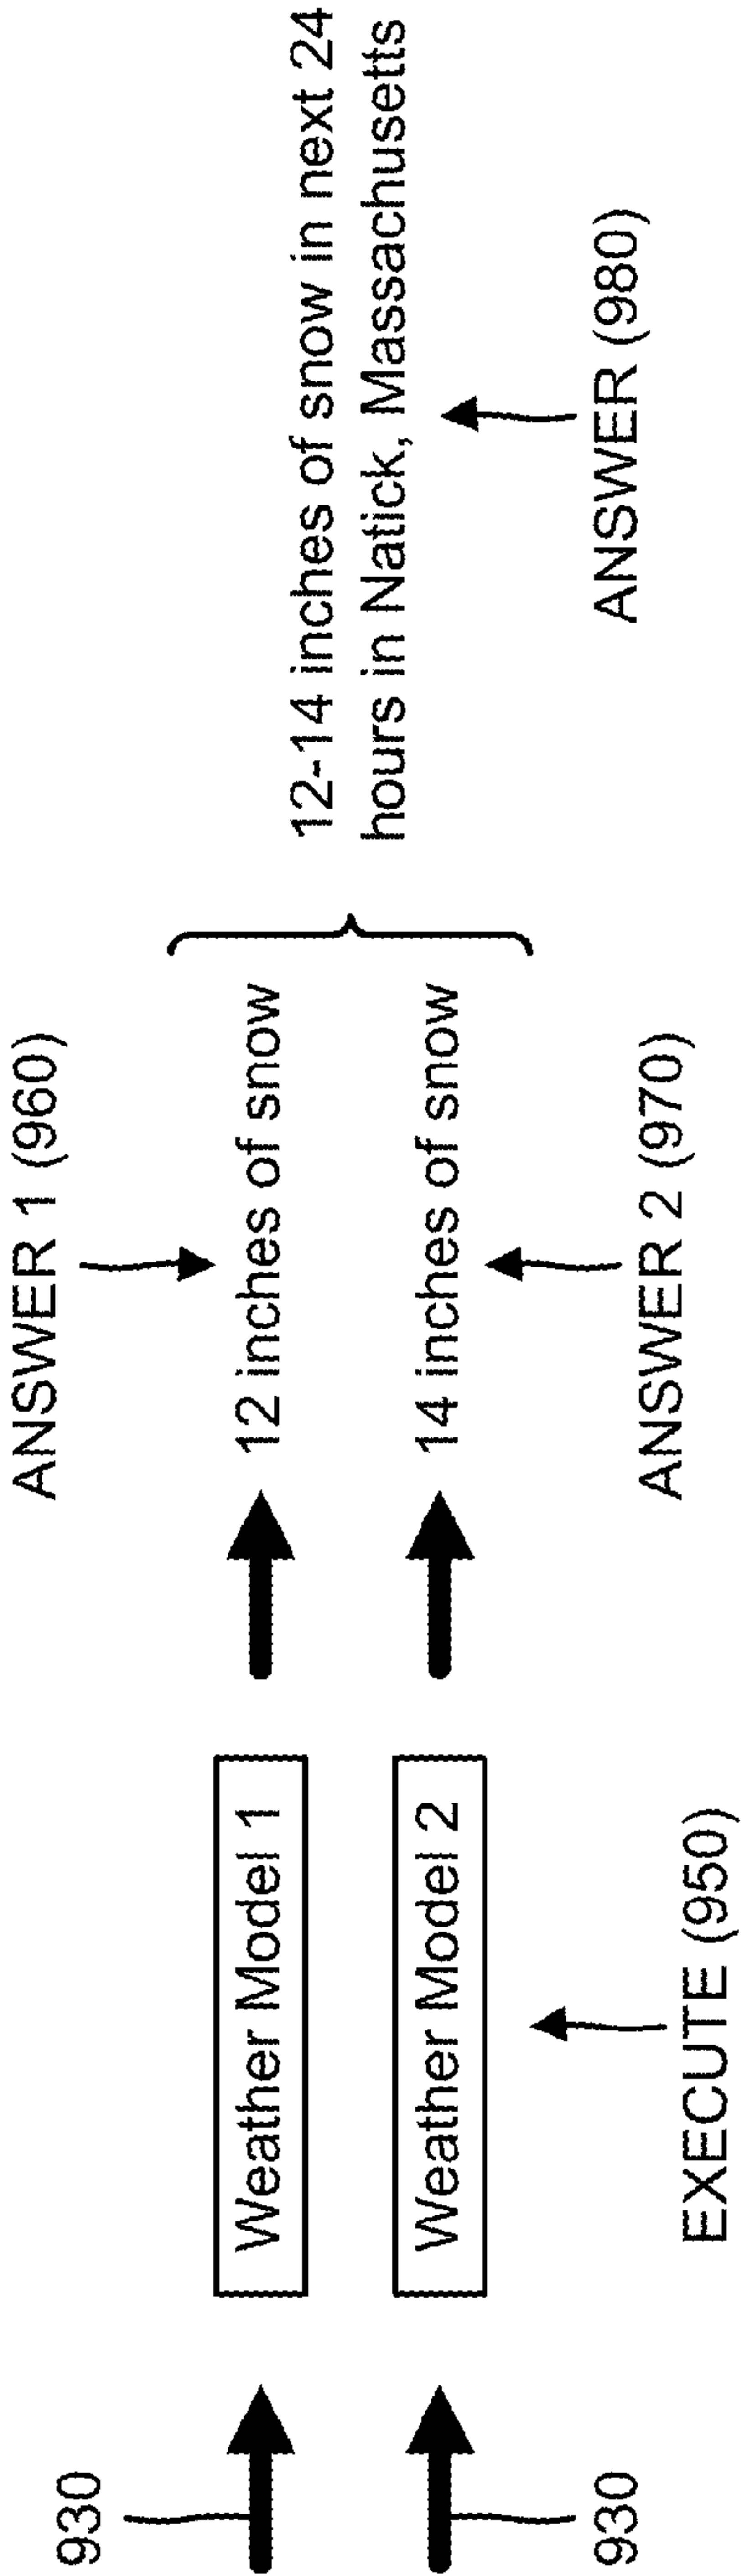 930
930
Weather Model 1
Weather Model 2
EXECUTE (950)
ANSWER 1 (960)
12 inches of snow
14 inches of snow
ANSWER 2 (970)
12-14 inches of snow in next 24
hours in Natick, Massachusetts
ANSWER (980)